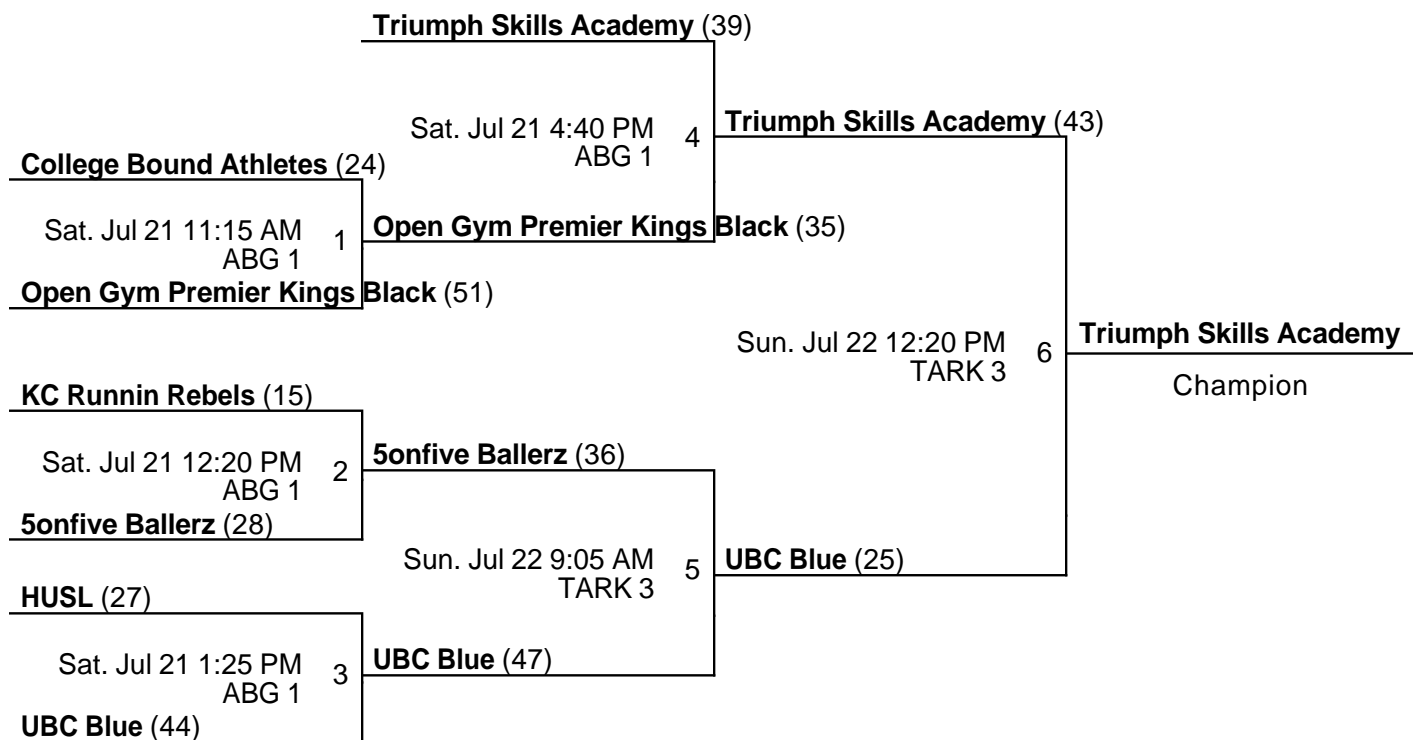 Triumph Skills Academy (39)
Sat. Jul 21 4:40 PM
ABG 1
4
Triumph Skills Academy (43)
College Bound Athletes (24)
Sat. Jul 21 11:15 AM
ABG 1
1
Open Gym Premier Kings Black (35)
Open Gym Premier Kings Black (51)
Sun. Jul 22 12:20 PM
TARK 3
6
Triumph Skills Academy
Champion
KC Runnin Rebels (15)
Sat. Jul 21 12:20 PM
ABG 1
2
5onfive Ballerz (36)
5onfive Ballerz (28)
Sun. Jul 22 9:05 AM
TARK 3
5
UBC Blue (25)
HUSL (27)
Sat. Jul 21 1:25 PM
ABG 1
3
UBC Blue (47)
UBC Blue (44)